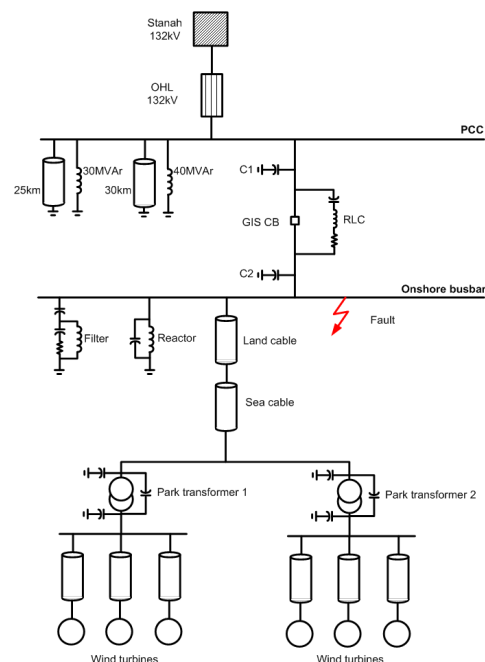 Stanah
132kV
OHL
132kV
PCC
30MVAr
40MVAr
25km
30km
C1
GIS CB
RLC
C2
Onshore busbar
Fault
Filter
Reactor
Land cable
Sea cable
Park transformer 1
Park transformer 2
Wind turbines
Wind turbines